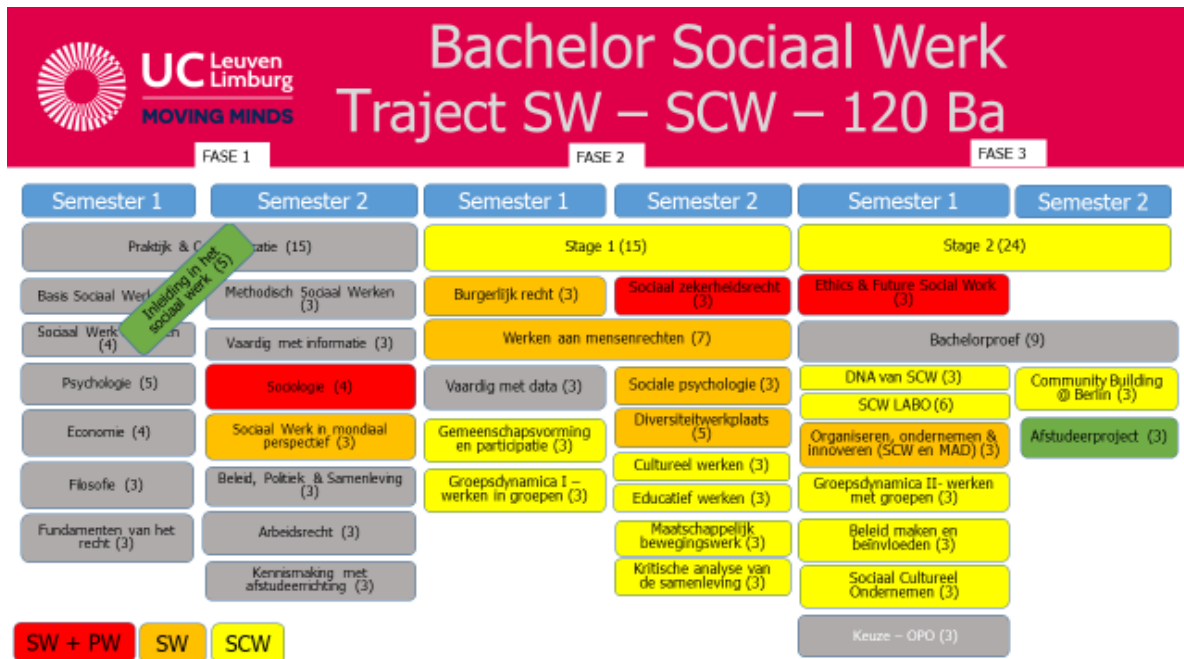 UC Leuven
Limburg
MOVING MINDS
Bachelor Sociaal Werk
Traject SW – SCW – 120 Ba
FASE 1
FASE 2
FASE 3
Semester 1
Semester 2
Semester 1
Semester 2
Semester 1
Semester 2
Praktijk & C
catie (15)
Stage 1 (15)
Stage 2 (24)
Inleiding in het
sociaal werk (5)
Basis Sociaal Werk
Methodisch Sociaal Werken
(3)
Burgerlijk recht (3)
Sociaal zekerheidsrecht
(3)
Ethics & Future Social Work
(3)
Sociaal Werk
en
(4)
Vaardig met informatie (3)
Werken aan mensenrechten (7)
Bachelorproef (9)
Psychologie (5)
Sociologie (4)
Vaardig met data (3)
Sociale psychologie (3)
DNA van SCW (3)
SCW LABO (6)
Community Building
@ Berlin (3)
Economie (4)
Sociaal Werk in mondiaal
perspectief (3)
Gemeenschapsvorming
en participatie (3)
Diversiteitwerkplaats
(5)
Organiseren, ondernemen &
innoveren (SCW en MAD) (3)
Afstudeerproject (3)
Filosofie (3)
Beleid, Politiek & Samenleving
(3)
Groepsdynamica I –
werken in groepen (3)
Cultureel werken (3)
Educatief werken (3)
Groepsdynamica II- werken
met groepen (3)
Fundamenten van het
recht (3)
Arbeidsrecht (3)
Maatschappelijk
bewegingswerk (3)
Beleid maken en
beïnvloeden (3)
Kennismaking met
afstudeerrichting (3)
Kritische analyse van
de samenleving (3)
Sociaal Cultureel
Ondernemen (3)
Keuze – OPO (3)
SW + PW
SW
SCW